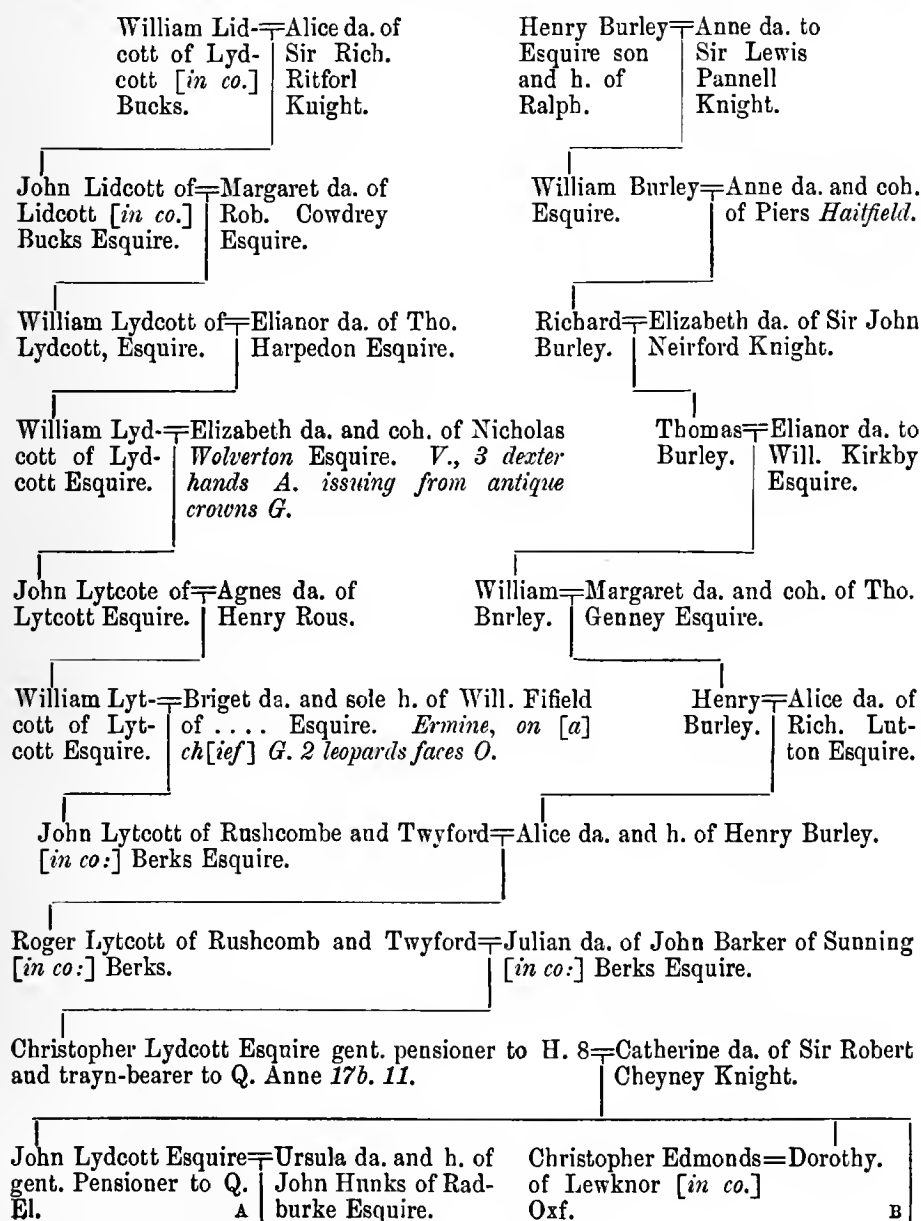 William Lid-
cott of Lyd-
cott [in co.]
Bucks.
Alice da. of
Sir Rich.
Ritforl
Knight.
Henry Burley
Esquire son
and h. of
Ralph.
Anne da. to
Sir Lewis
Pannell
Knight.
John Lidcott of
Lidcott [in co.]
Bucks Esquire.
Margaret da. of
Rob. Cowdrey
Esquire.
William Burley
Esquire.
Anne da. and coh.
of Piers Haitfield.
William Lydcott of
Lydcott, Esquire.
Elianor da. of Tho.
Harpedon Esquire.
Richard
Burley.
Elizabeth da. of Sir John
Neirford Knight.
William Lyd-
cott of Lyd-
cott Esquire.
Elizabeth da. and coh. of Nicholas
Wolverton Esquire. V., 3 dexter
hands A. issuing from antique
crowns G.
Thomas
Burley.
Elianor da. to
Will. Kirkby
Esquire.
John Lytcote of
Lytcott Esquire.
Agnes da. of
Henry Rous.
William
Burley.
Margaret da. and coh. of Tho.
Genney Esquire.
William Lyt-
cott of Lyt-
cott Esquire.
Briget da. and sole h. of Will. Fifield
of .... Esquire. Ermine, on [a]
ch[ief] G. 2 leopards faces O.
Henry
Burley.
Alice da. of
Rich. Lut-
ton Esquire.
John Lytcott of Rushcombe and Twyford
[in co:] Berks Esquire.
Alice da. and h. of Henry Burley.
Roger Lytcott of Rushcomb and Twyford
[in co:] Berks.
Julian da. of John Barker of Sunning
[in co:] Berks Esquire.
Christopher Lydcott Esquire gent. pensioner to H. 8
and trayn-bearer to Q. Anne 17b. 11.
Catherine da. of Sir Robert
Cheyney Knight.
John Lydcott Esquire
gent. Pensioner to Q.
El.
A
Ursula da. and h. of
John Hunks of Rad-
burke Esquire.
Christopher Edmonds=Dorothy.
of Lewknor [in co.]
Oxf.
B